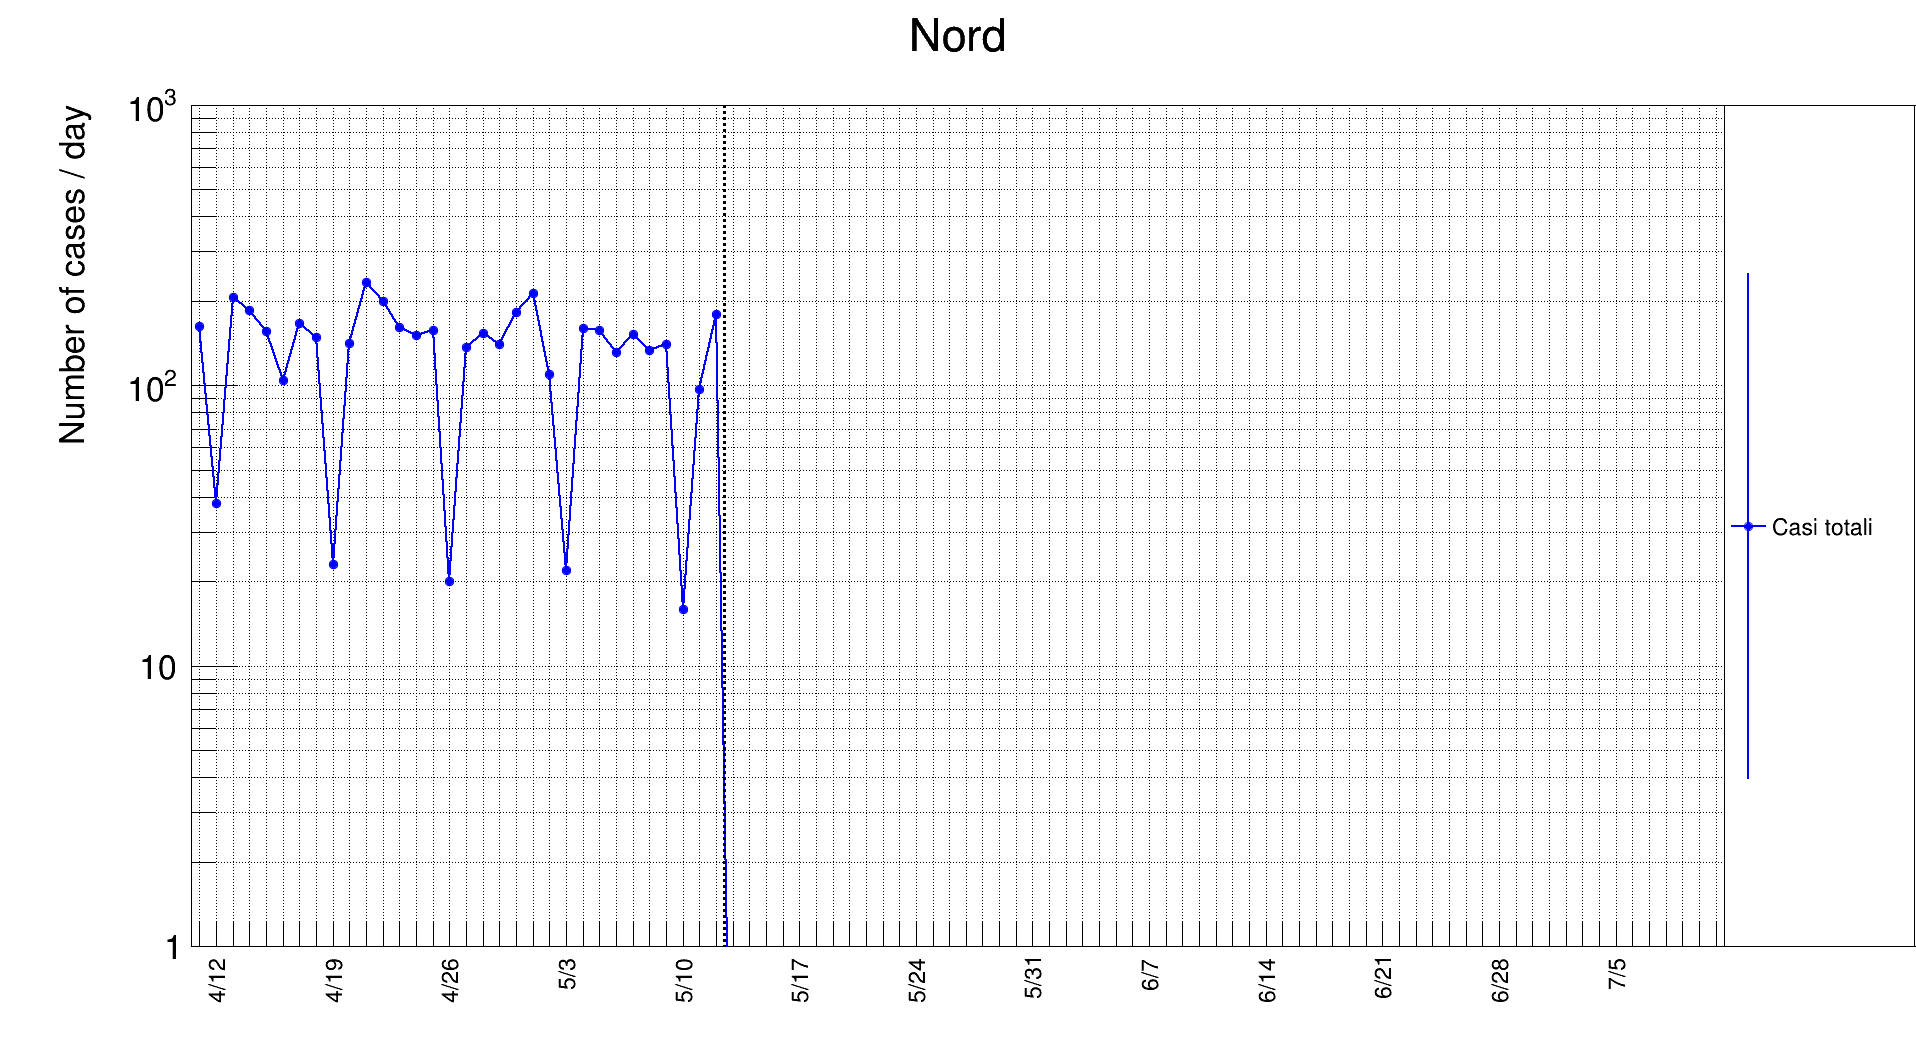 Nord
Number of cases / day
10³
10²
10
1
4/12 4/19 4/26 5/3 5/10 5/17 5/24 5/31 6/7 6/14 6/21 6/28 7/5
Casi totali